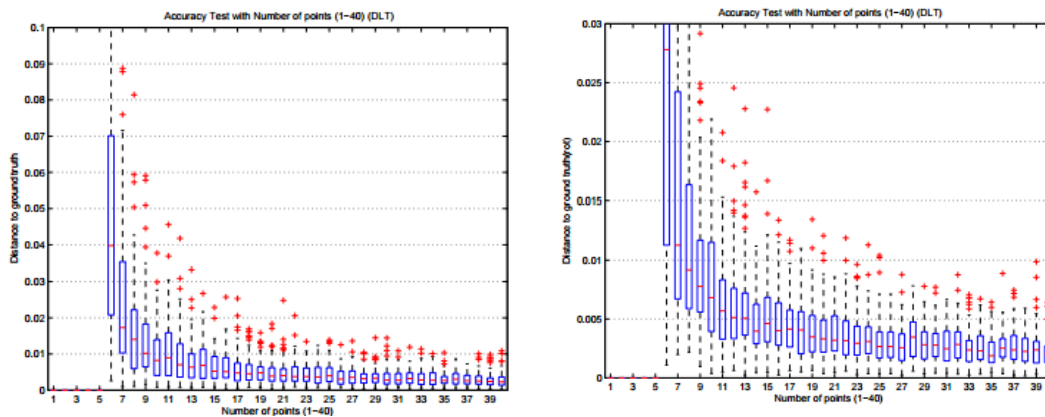 Accuracy Test with Number of points (1−40) (DLT)
0.1
0.09
0.08
0.07
0.06
0.05
0.04
0.03
0.02
0.01
0
Distance to ground truth
1 3 5 7 9 11 13 15 17 19 21 23 25 27 29 31 33 35 37 39
Number of points (1−40)
Accuracy Test with Number of points (1−40) (DLT)
0.03
0.025
0.02
0.015
0.01
0.005
0
Distance to ground truth(rot)
1 3 5 7 9 11 13 15 17 19 21 23 25 27 29 31 33 35 37 39
Number of points (1−40)